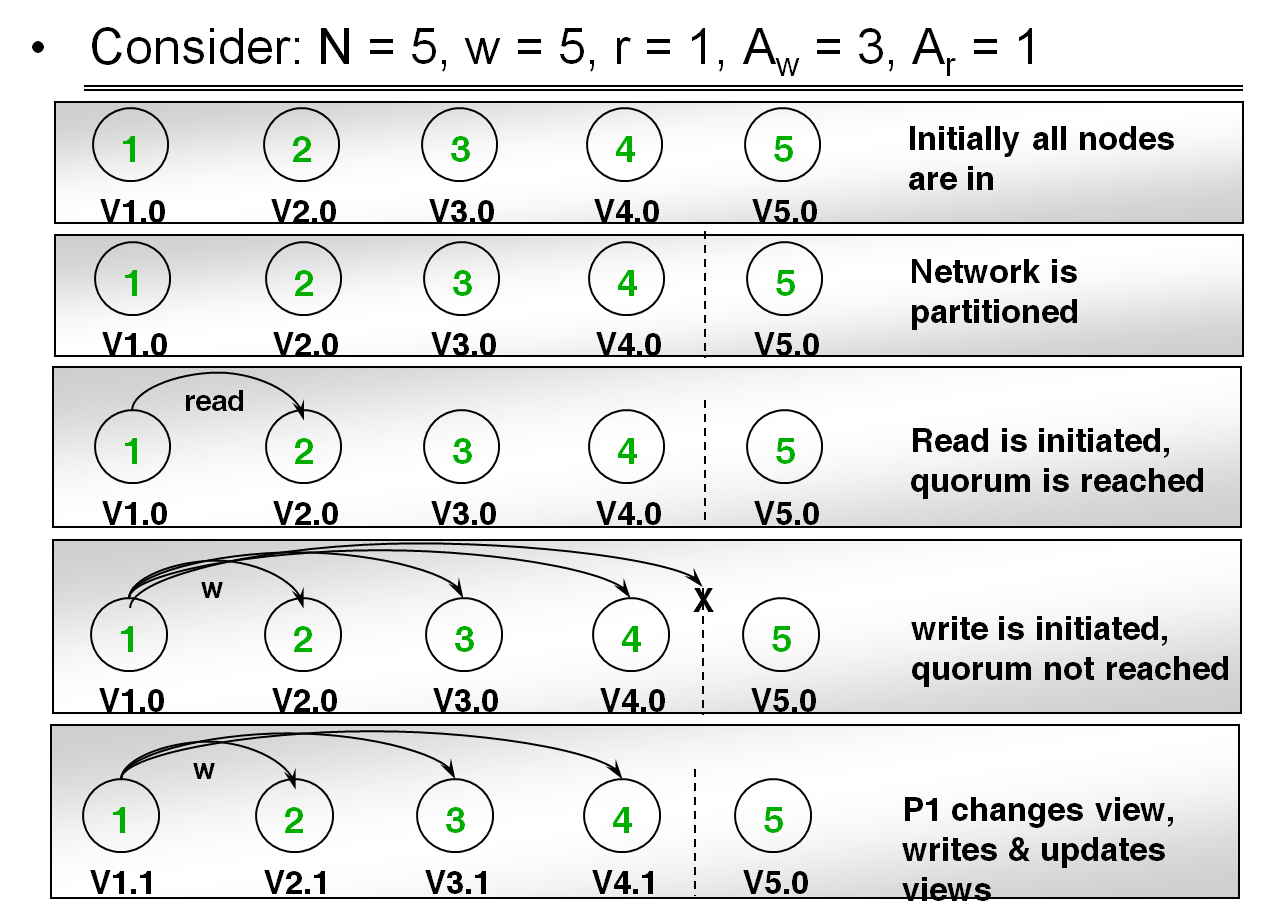 • Consider: N = 5, w = 5, r = 1, Aw = 3, Ar = 1
1 2 3 4 5
V1.0 V2.0 V3.0 V4.0 V5.0
Initially all nodes
are in
1 2 3 4 5
V1.0 V2.0 V3.0 V4.0 V5.0
Network is
partitioned
read
1 2 3 4 5
V1.0 V2.0 V3.0 V4.0 V5.0
Read is initiated,
quorum is reached
w
X
1 2 3 4 5
V1.0 V2.0 V3.0 V4.0 V5.0
write is initiated,
quorum not reached
w
1 2 3 4 5
V1.1 V2.1 V3.1 V4.1 V5.0
P1 changes view,
writes & updates
views